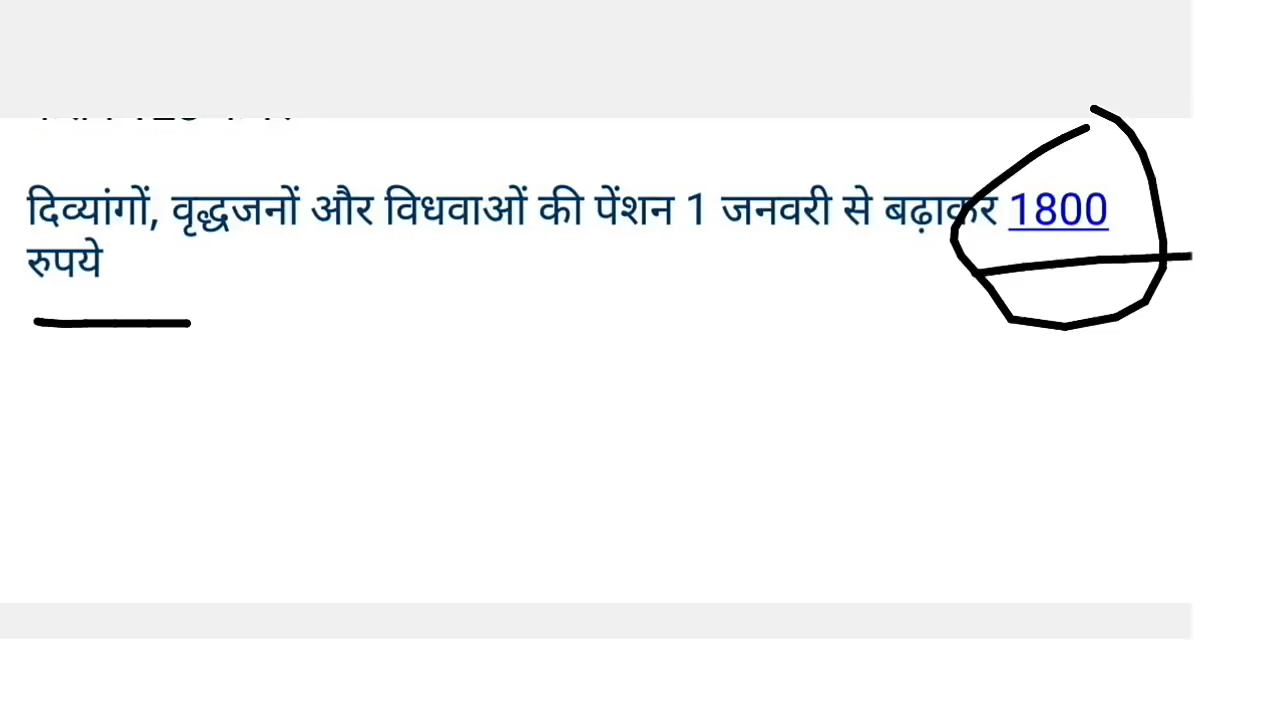 दिव्यांगों, वृद्धजनों और विधवाओं की पेंशन 1 जनवरी से बढ़ाकर 1800
रुपये